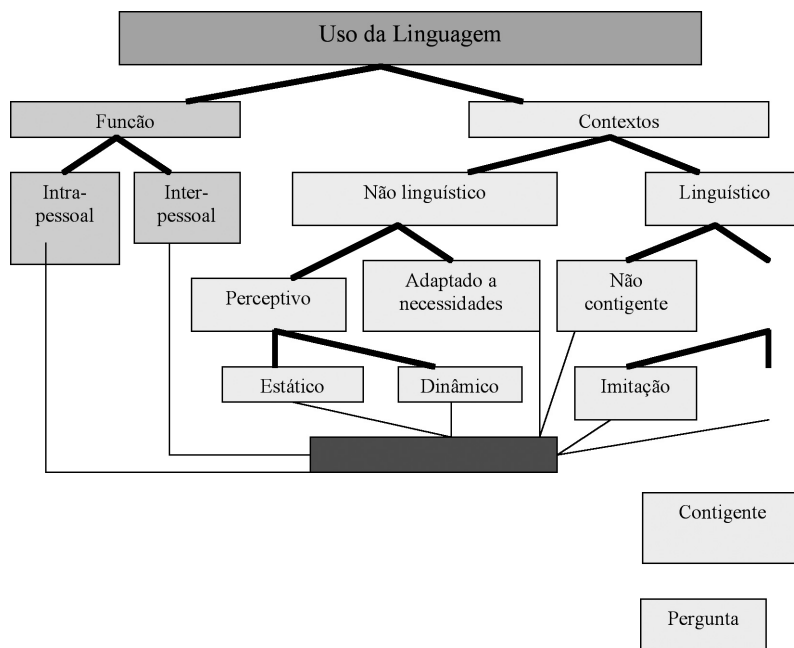 Uso da Linguagem
Função
Contextos
Intra-
pessoal
Inter-
pessoal
Não linguístico
Linguístico
Perceptivo
Adaptado a
necessidades
Não
contigente
Estático
Dinâmico
Imitação
Contigente
Pergunta